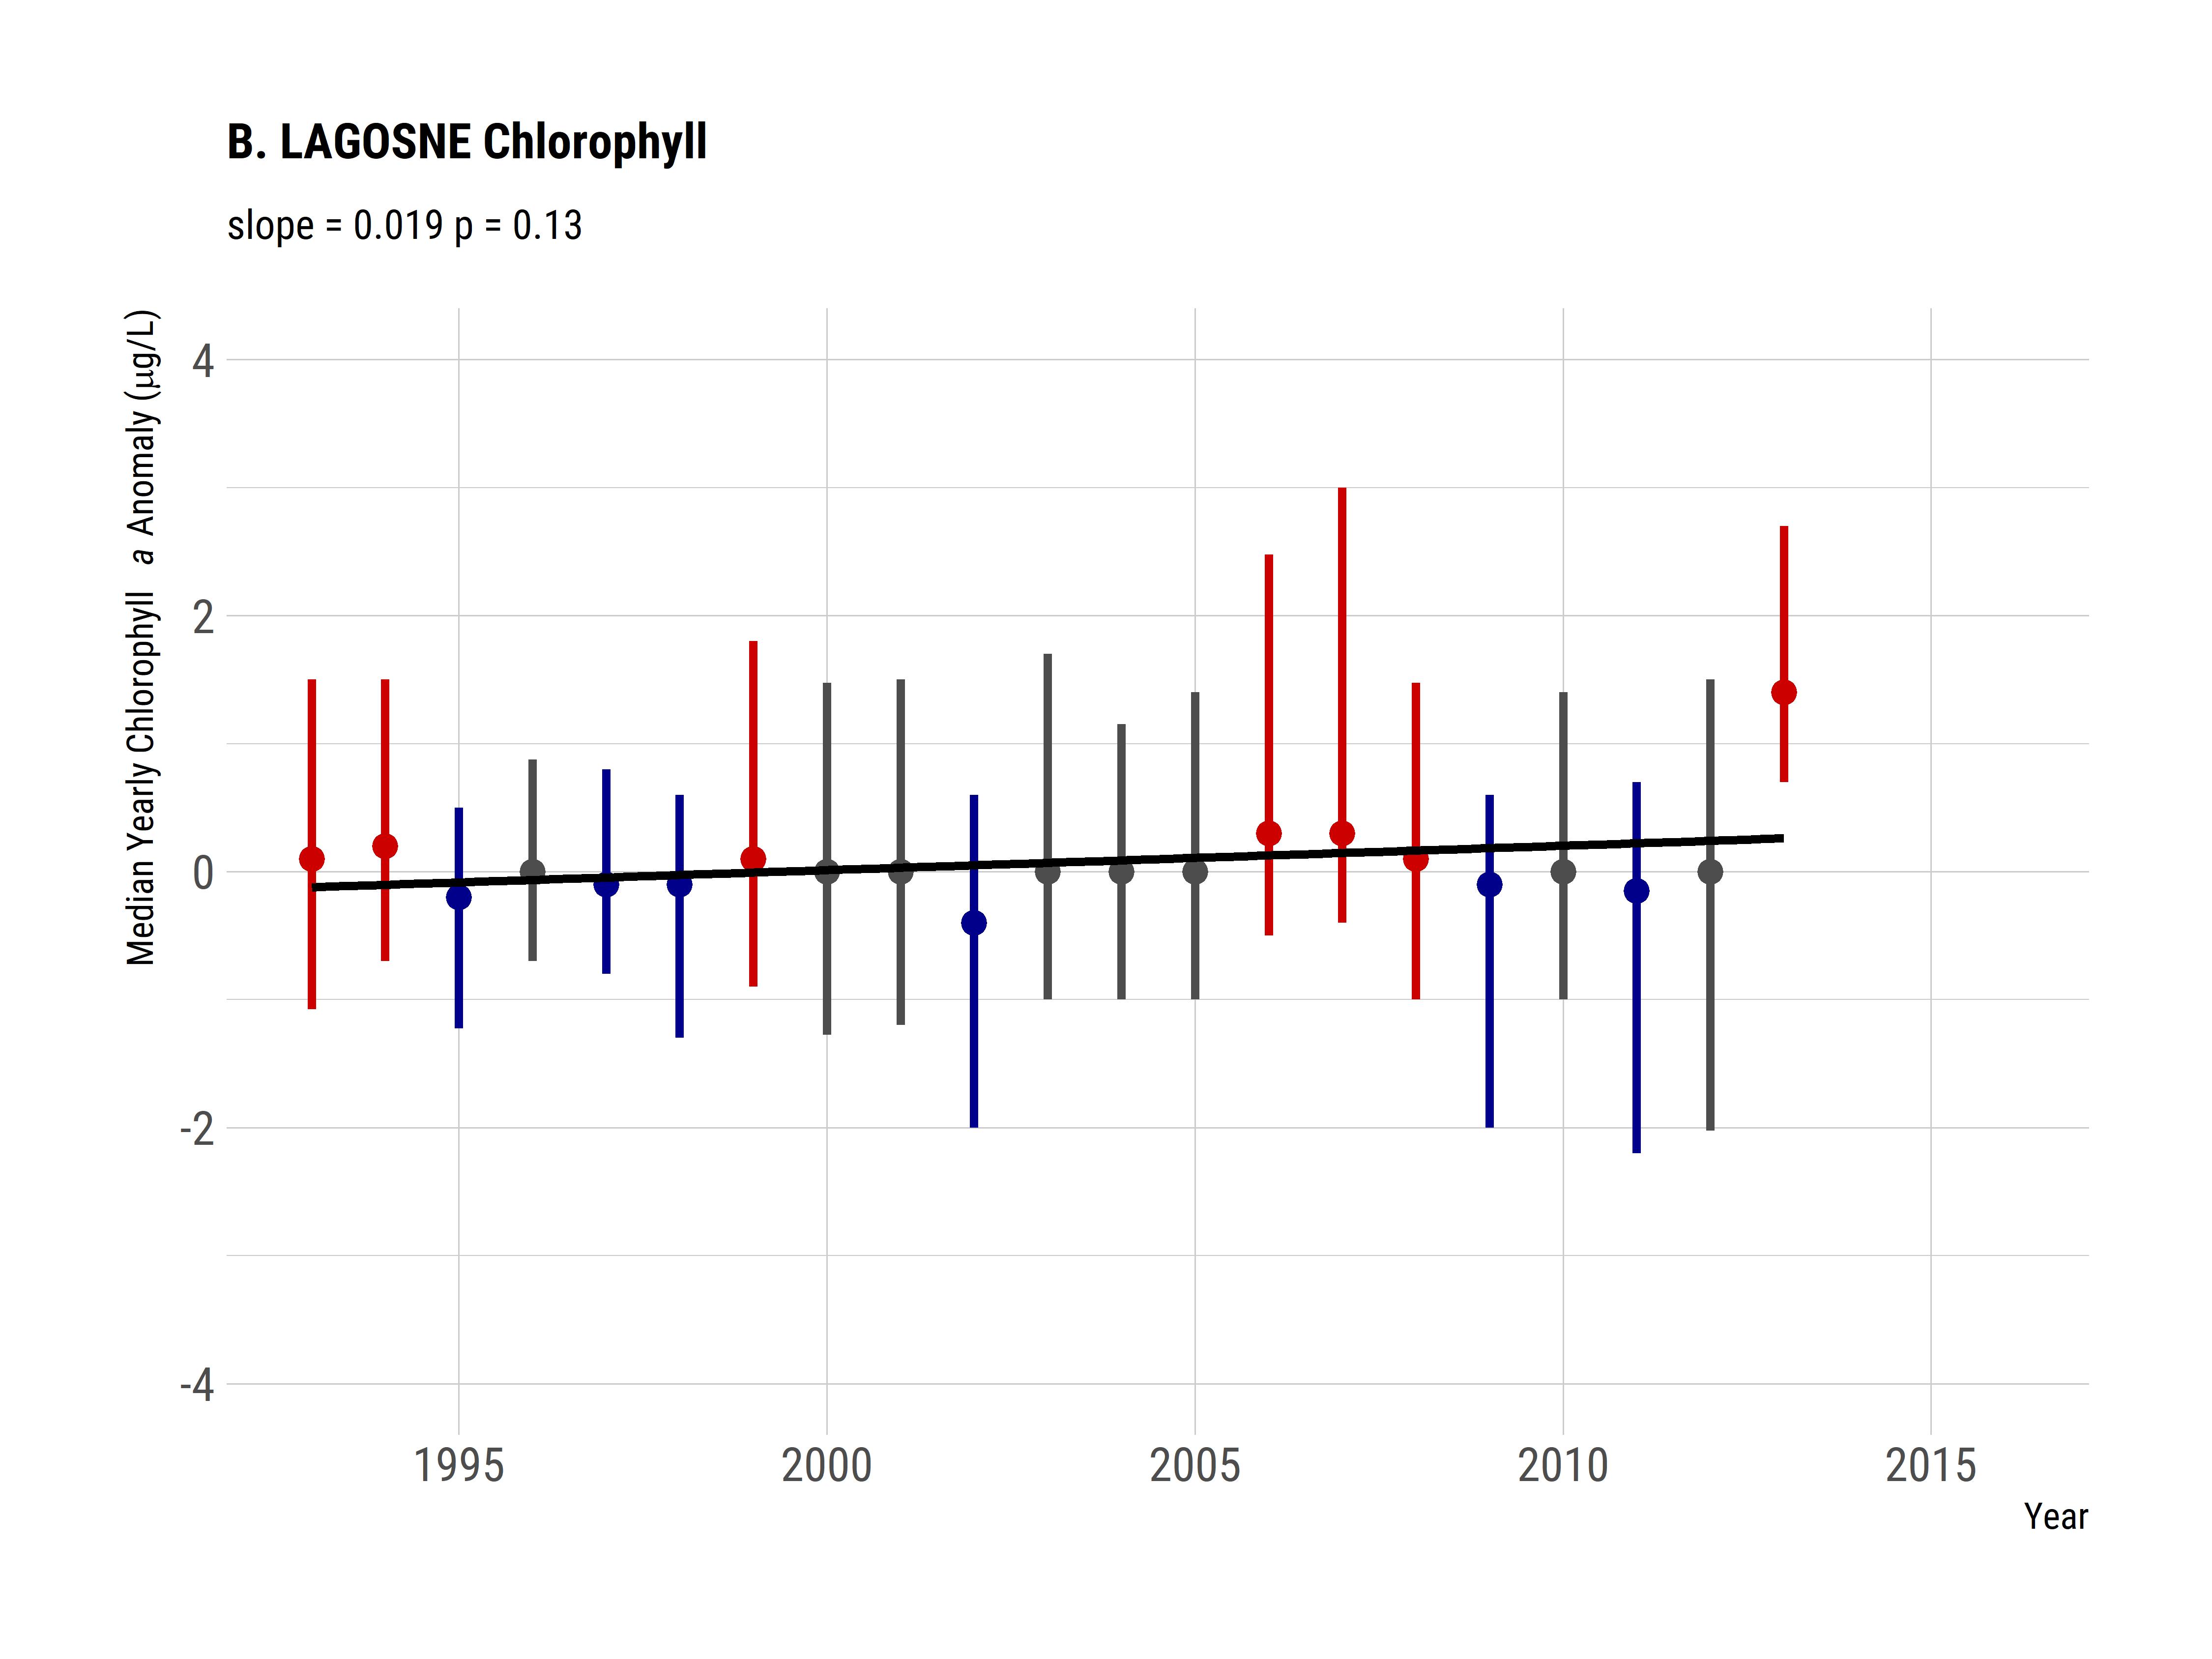 B. LAGOSNE Chlorophyll
slope = 0.019 p = 0.13
Median Yearly Chlorophyll a Anomaly (μg/L)
4
2
0
-2
-4
1995 2000 2005 2010 2015
Year